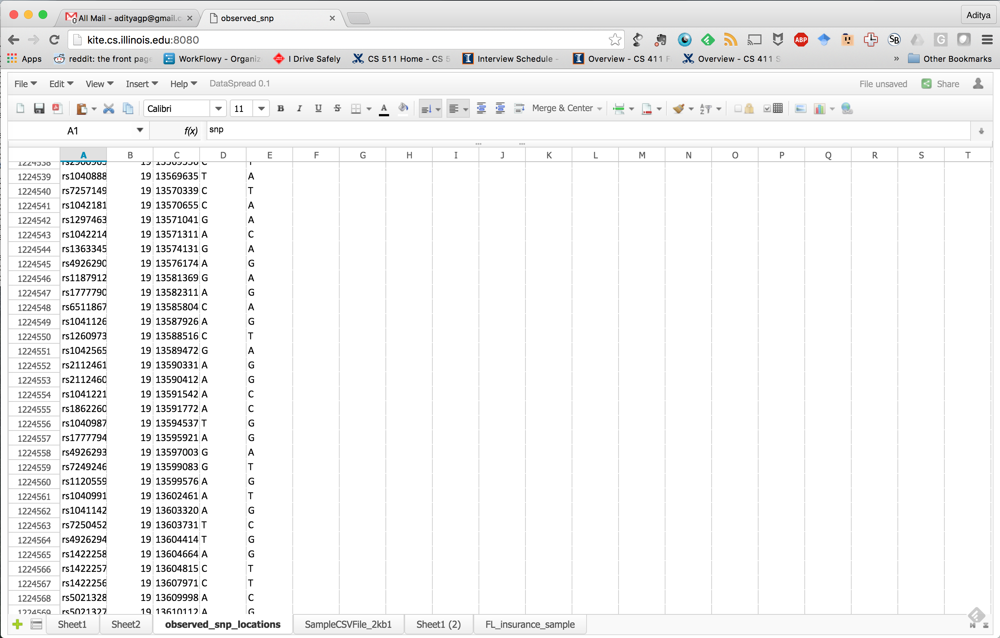 All Mail - adityagp@gmail.c
observed_snp
Aditya
kite.cs.illinois.edu:8080
ABP
SB
G
Apps
reddit: the front page
WorkFlowy - Organiz
I Drive Safely
CS 511 Home - CS 5
Interview Schedule -
Overview - CS 411 F
Overview - CS 411 S
»
Other Bookmarks
File
Edit
View
Insert
Help
DataSpread 0.1
File unsaved
Share
Calibri
11
B
I
U
S
A
Merge & Center
A1
f(x)
snp
A B C D E F G H I J K L M N O P Q R S T
1224538 rs2960963 19 13569556 C T
1224539 rs1040888 19 13569635 T A
1224540 rs7257149 19 13570339 C T
1224541 rs1042181 19 13570655 C A
1224542 rs1297463 19 13571041 G A
1224543 rs1042214 19 13571311 A C
1224544 rs1363345 19 13574131 G A
1224545 rs4926290 19 13576174 A G
1224546 rs1187912 19 13581369 G A
1224547 rs1777790 19 13582311 A G
1224548 rs6511867 19 13585804 C A
1224549 rs1041126 19 13587926 A G
1224550 rs1260973 19 13588516 C T
1224551 rs1042565 19 13589472 G A
1224552 rs2112461 19 13590331 A G
1224553 rs2112460 19 13590412 A G
1224554 rs1041221 19 13591542 A C
1224555 rs1862260 19 13591772 A C
1224556 rs1040987 19 13594537 T G
1224557 rs1777794 19 13595921 A G
1224558 rs4926293 19 13597003 G A
1224559 rs7249246 19 13599083 G T
1224560 rs1120559 19 13599576 A G
1224561 rs1040991 19 13602461 A T
1224562 rs1041142 19 13603320 A G
1224563 rs7250452 19 13603731 T C
1224564 rs4926294 19 13604414 T G
1224565 rs1422258 19 13604664 A G
1224566 rs1422257 19 13604815 C T
1224567 rs1422256 19 13607971 C T
1224568 rs5021328 19 13609998 A C
1224569 rs5021327 19 13610112 A G
Sheet1
Sheet2
observed_snp_locations
SampleCSVFile_2kb1
Sheet1 (2)
FL_insurance_sample